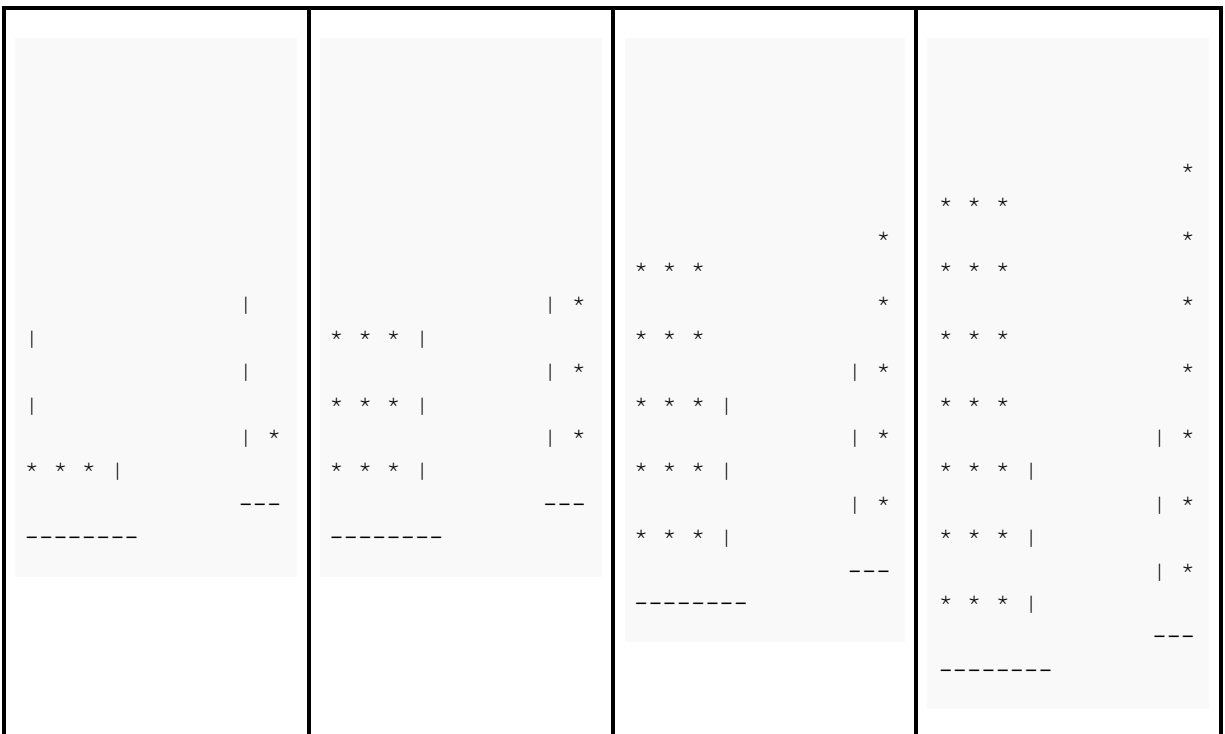 |
|
|
|
| *
* * * |
---
--------
| *
* * * |
| *
* * * |
| *
* * * |
---
--------
*
* * *
*
* * *
| *
* * * |
| *
* * * |
| *
* * * |
---
--------
*
* * *
*
* * *
*
* * *
*
* * *
| *
* * * |
| *
* * * |
| *
* * * |
---
--------